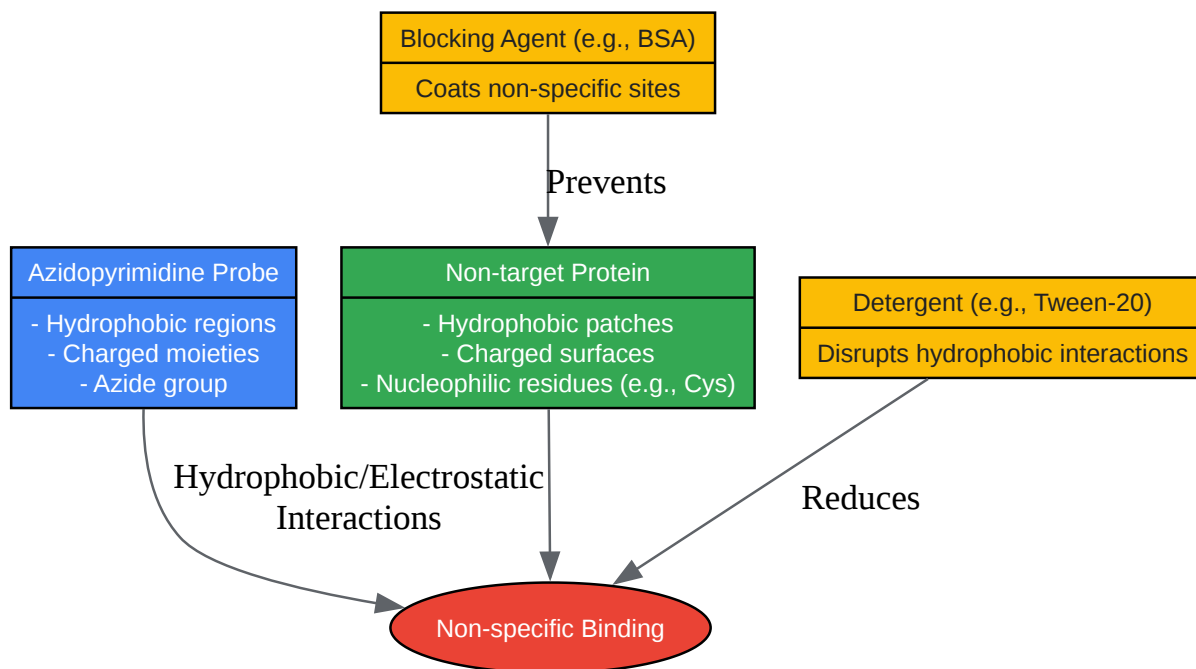 Blocking Agent (e.g., BSA)
Coats non-specific sites
Prevents
Azidopyrimidine Probe
- Hydrophobic regions
- Charged moieties
- Azide group
Non-target Protein
- Hydrophobic patches
- Charged surfaces
- Nucleophilic residues (e.g., Cys)
Detergent (e.g., Tween-20)
Disrupts hydrophobic interactions
Hydrophobic/Electrostatic
Interactions
Reduces
Non-specific Binding